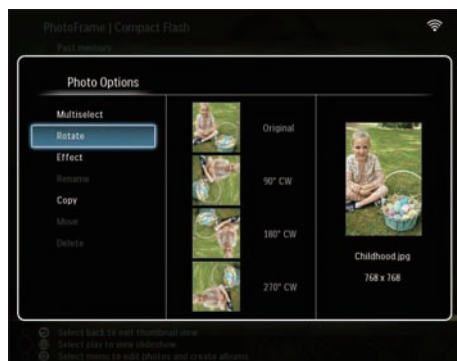 PhotoFrame | Compact Flash
Past memory
Photo Options
Multiselect
Rotate
Effect
Rename
Copy
Move
Delete
Original
90° CW
180° CW
270° CW
Childhood.jpg
768 x 768
Select back to exit thumbnail view
Select play to view slideshow
Select menu to edit photos and create albums